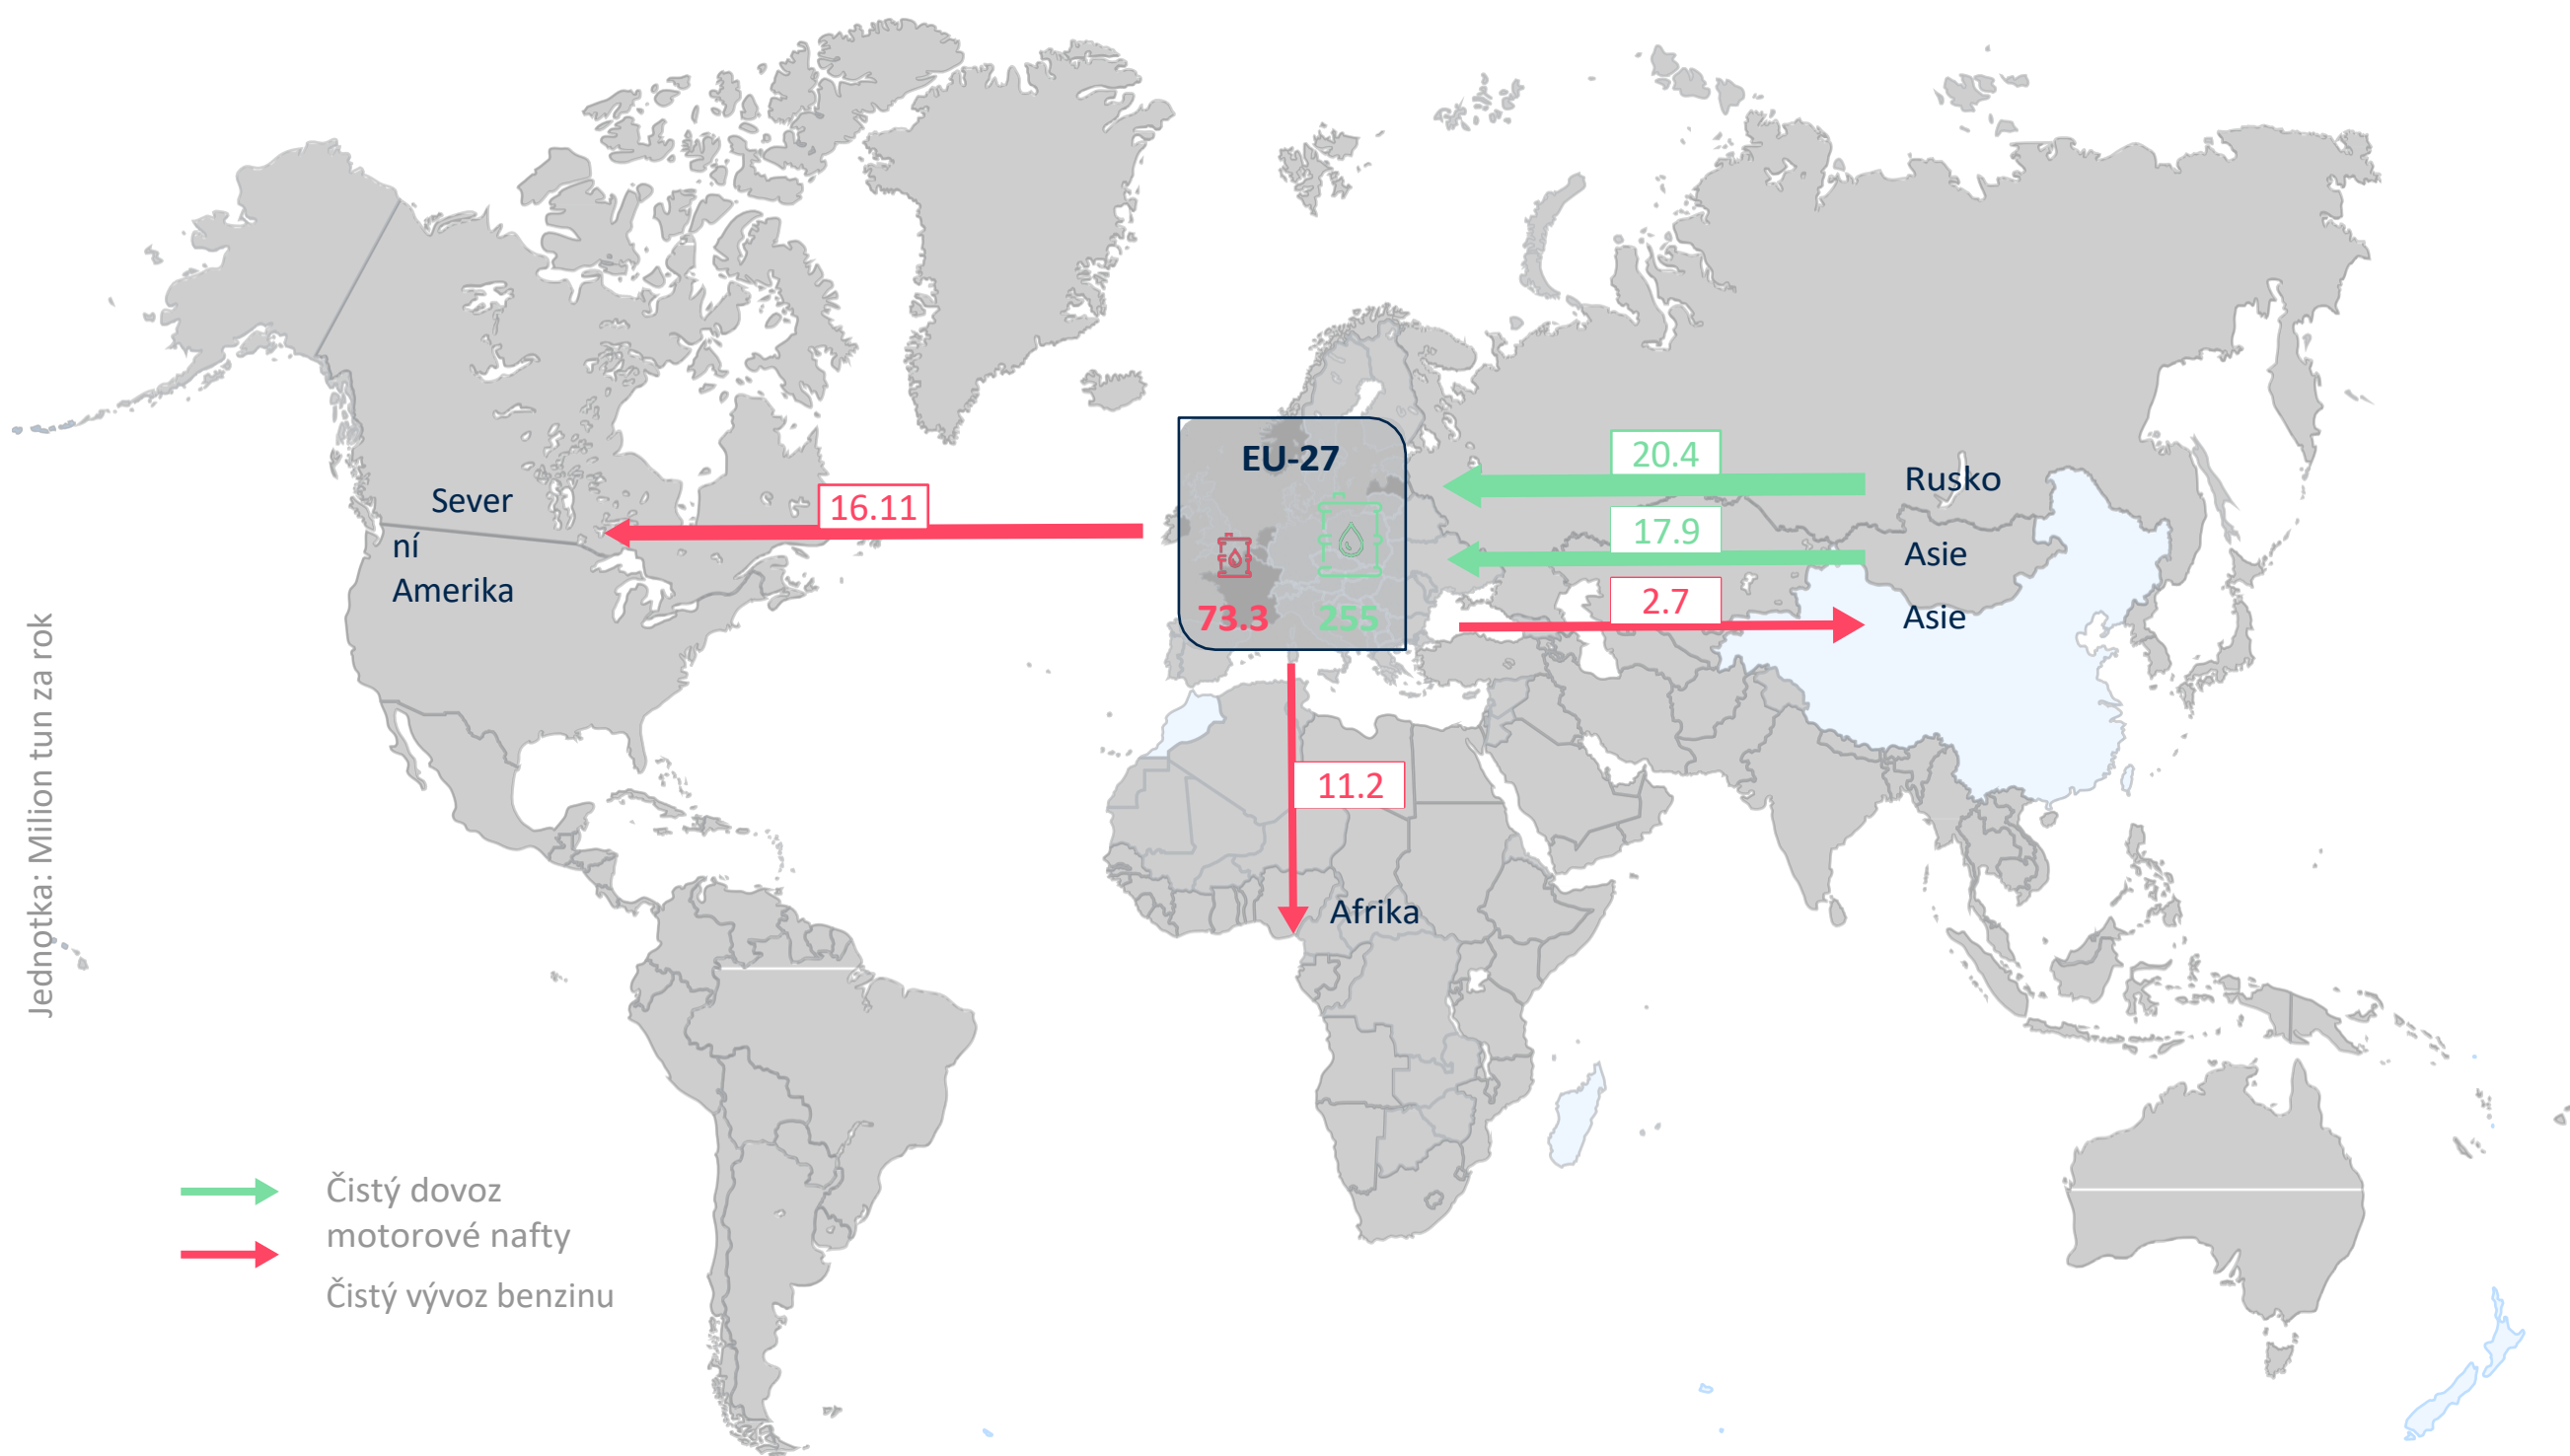 EU-27
20.4
Rusko
Sever
ní
Amerika
16.11
17.9
Asie
2.7
Asie
73.3
255
Jednotka: Milion tun za rok
11.2
Afrika
Čistý dovoz
motorové nafty
Čistý vývoz benzinu